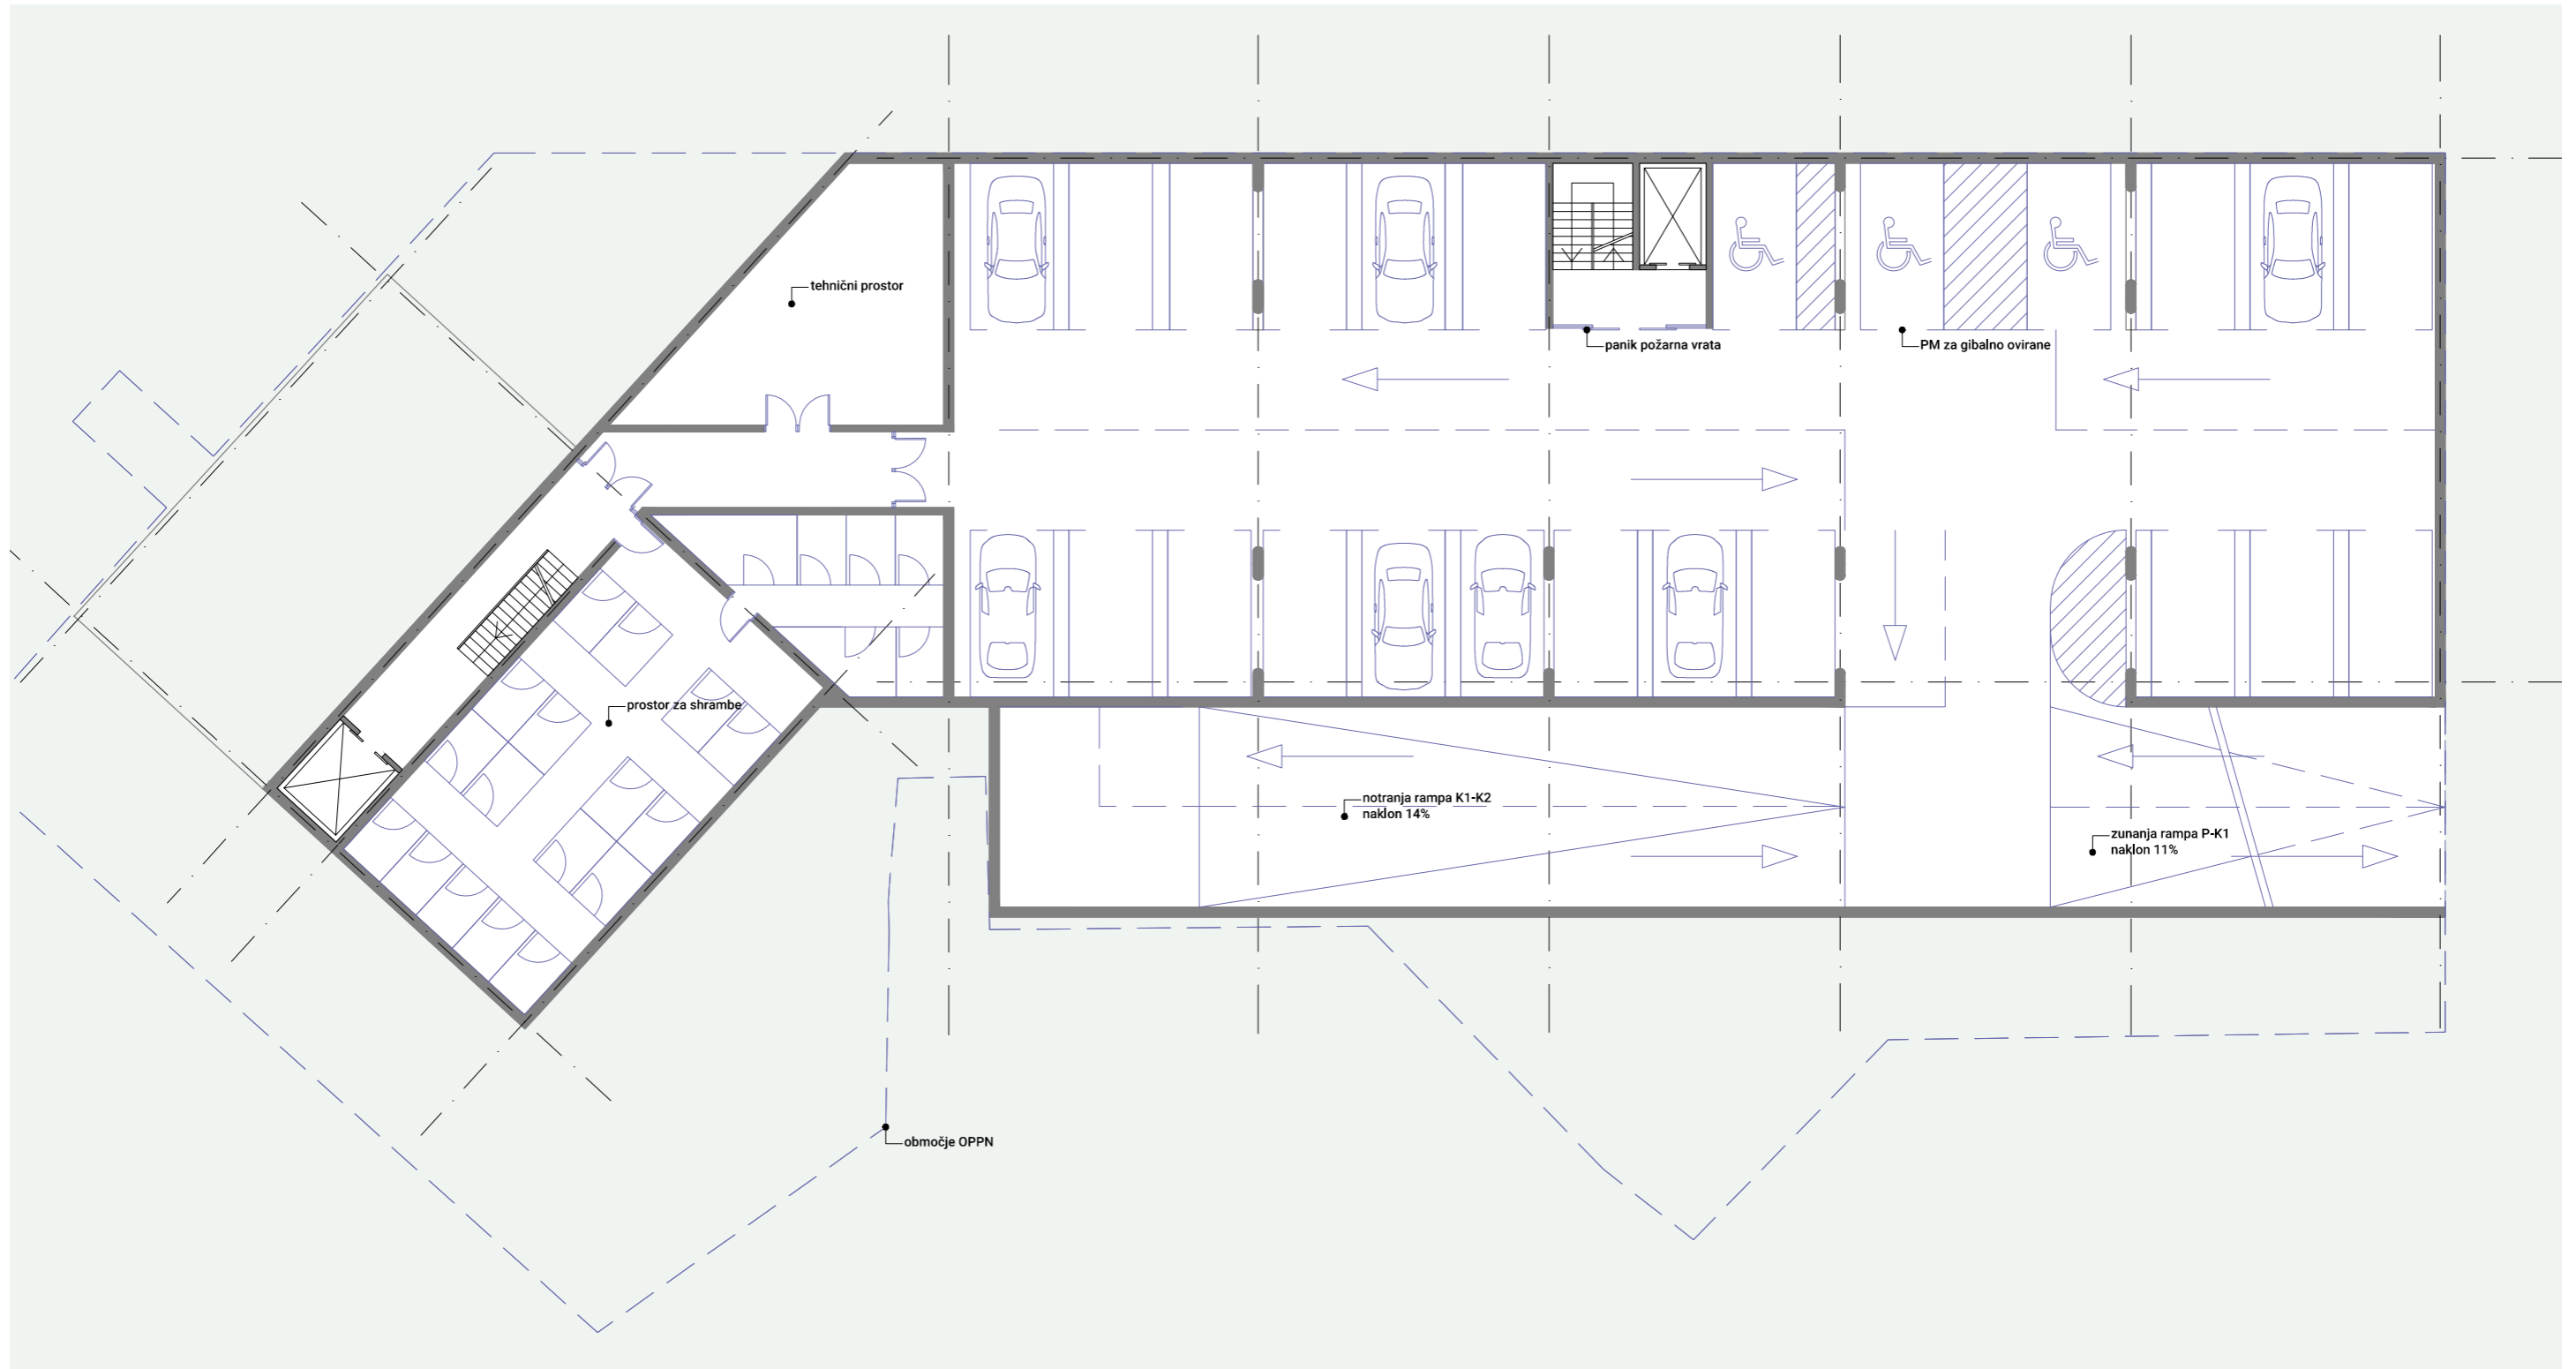 tehnični prostor
panik požarna vrata
PM za gibalno ovirane
prostor za shrambe
notranja rampa K1-K2
naklon 14%
zunanja rampa P-K1
naklon 11%
območje OPPN